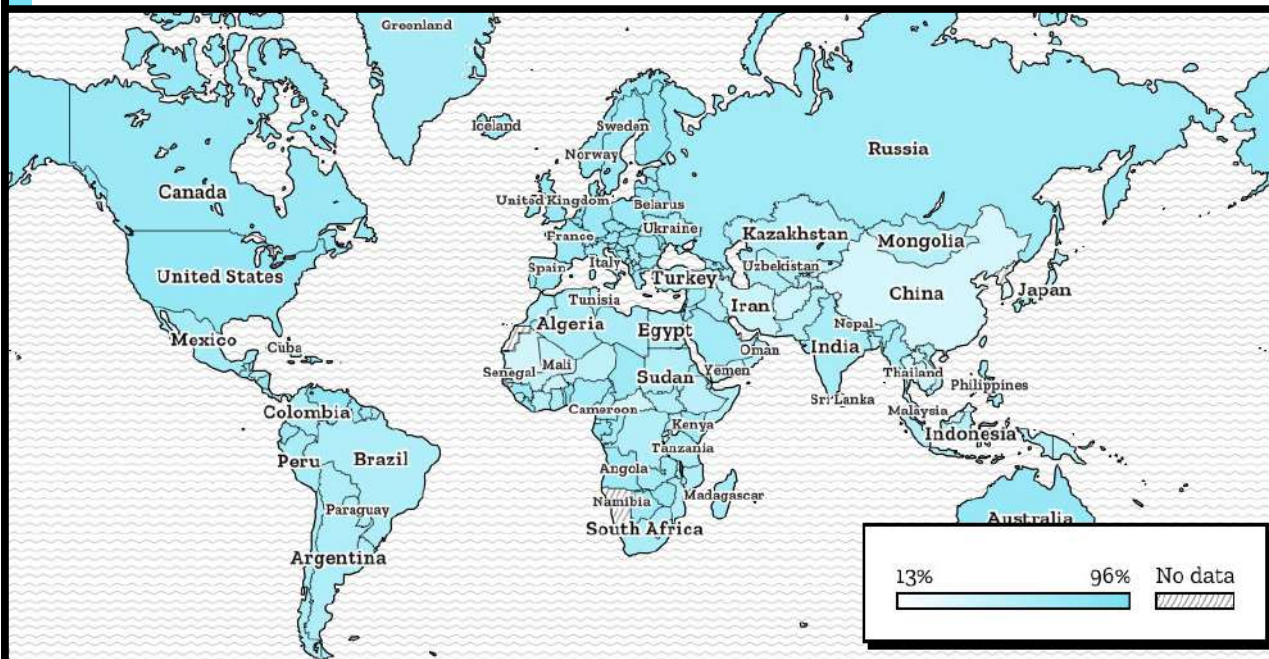 Greenland
Iceland
Sweden
Norway
Russia
Canada
United Kingdom
Belarus
Ukraine
France
Kazakhstan
Mongolia
United States
Spain
Italy
Turkey
Uzbekistan
China
Japan
Tunisia
Iran
Mexico
Cuba
Algeria
Egypt
Nepal
India
Oman
Senegal
Mali
Sudan
Yemen
Thailand
Philippines
Sri Lanka
Colombia
Cameroon
Malaysia
Kenya
Indonesia
Peru
Brazil
Tanzania
Angola
Paraguay
Namibia
Madagascar
South Africa
Australia
Argentina
13% 96% No data